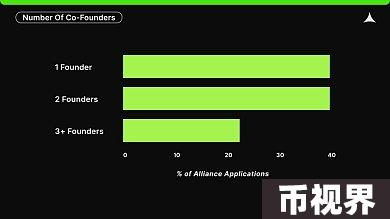 Number Of Co-Founders
1 Founder
2 Founders
3+ Founders
0 10 20 30 40
% of Alliance Applications
币视界